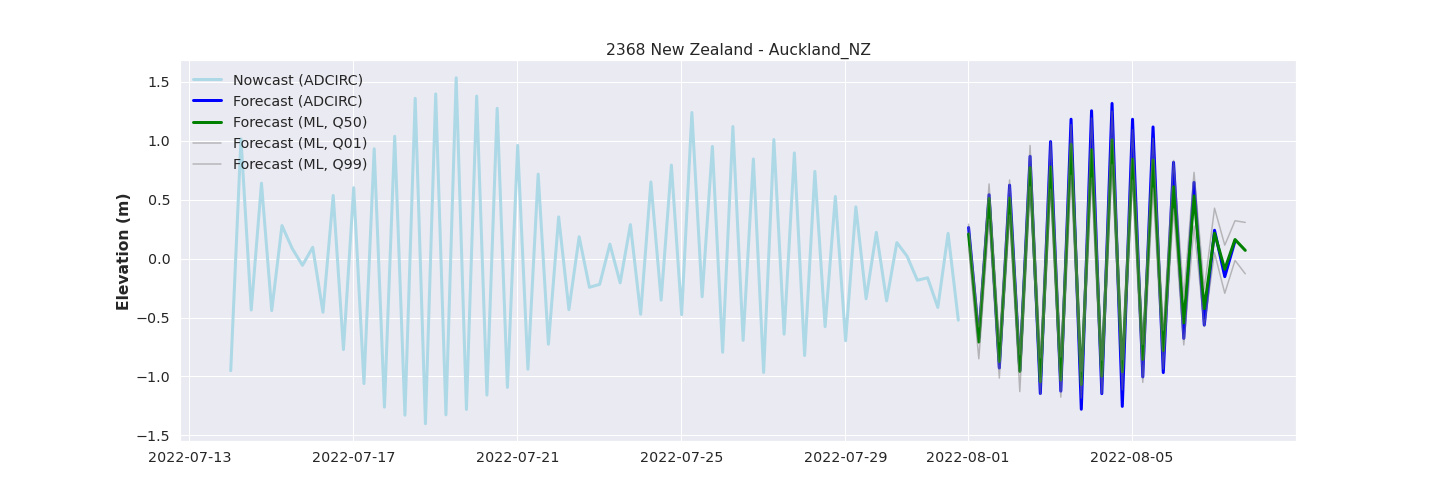 2368 New Zealand - Auckland_NZ
Nowcast (ADCIRC)
Forecast (ADCIRC)
Forecast (ML, Q50)
Forecast (ML, Q01)
Forecast (ML, Q99)
Elevation (m)
1.5
1.0
0.5
0.0
−0.5
−1.0
−1.5
2022-07-13 2022-07-17 2022-07-21 2022-07-25 2022-07-29 2022-08-01 2022-08-05